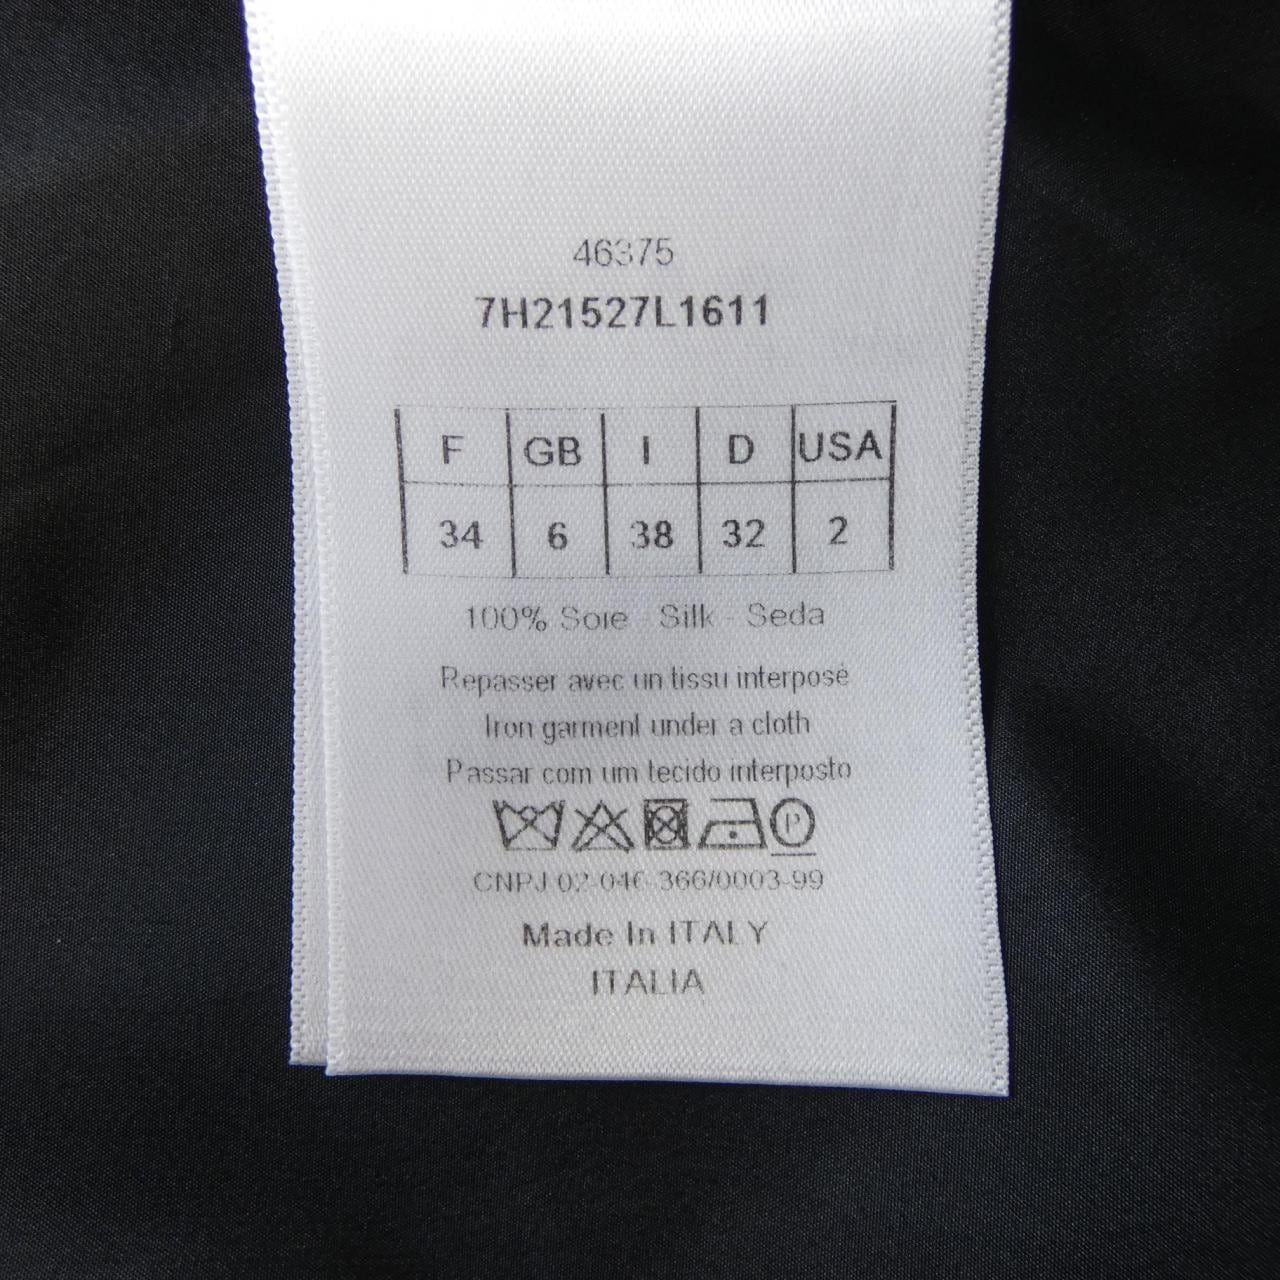 46375
7H21527L1611
F GB I D USA
34 6 38 32 2
100% Soie - Silk - Seda
Repasser avec un tissu interposé
Iron garment under a cloth
Passar com um tecido interposto
P
CNPJ 02-046 366/0003-99
Made In ITALY
ITALIA